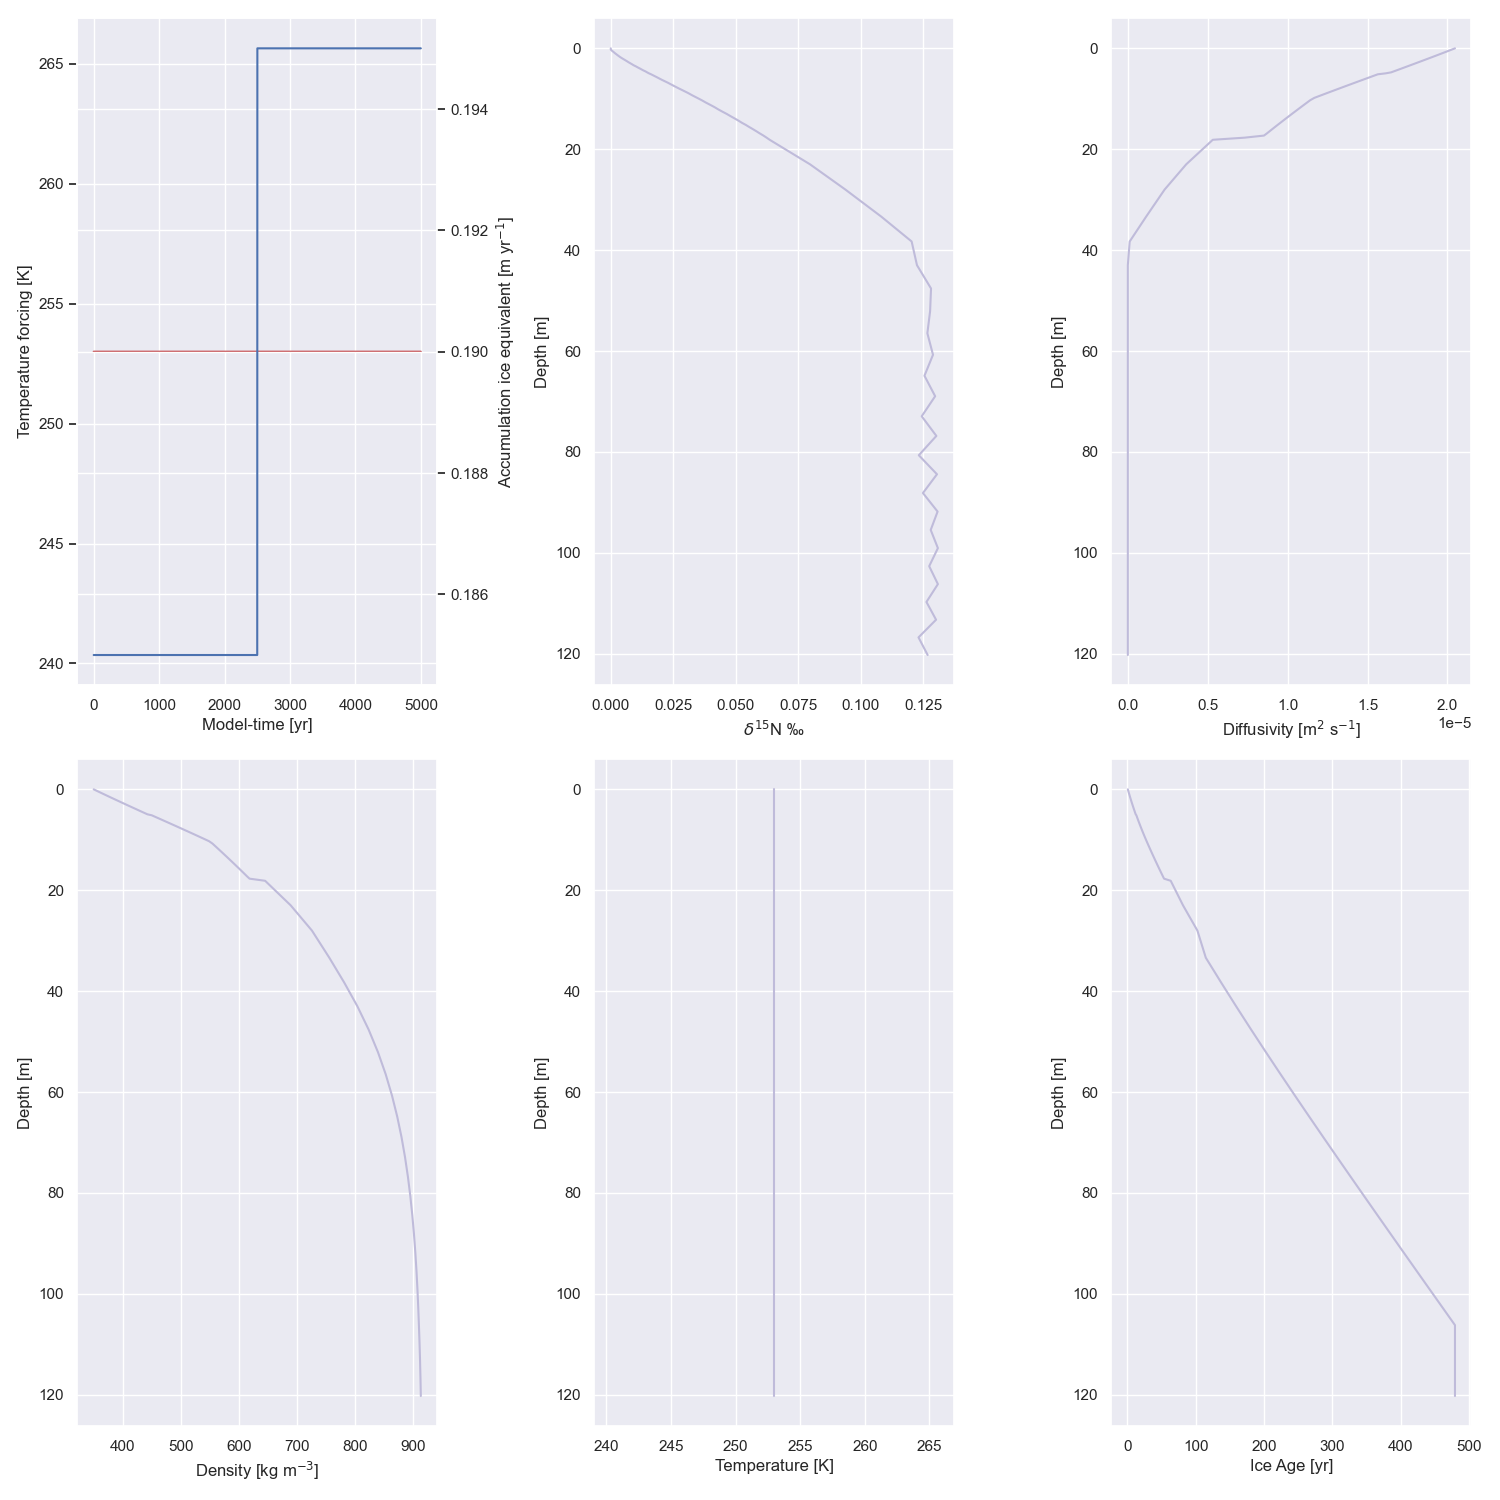 265
260
255
250
245
240
Temperature forcing [K]
0.194
0.192
0.190
0.188
0.186
Accumulation ice equivalent [m yr⁻¹]
0 1000 2000 3000 4000 5000
Model-time [yr]
0
20
40
60
80
100
120
Depth [m]
0.000 0.025 0.050 0.075 0.100 0.125
δ¹⁵N ‰
0
20
40
60
80
100
120
Depth [m]
0.0 0.5 1.0 1.5 2.0
1e−5
Diffusivity [m² s⁻¹]
0
20
40
60
80
100
120
Depth [m]
400 500 600 700 800 900
Density [kg m⁻³]
0
20
40
60
80
100
120
Depth [m]
240 245 250 255 260 265
Temperature [K]
0
20
40
60
80
100
120
Depth [m]
0 100 200 300 400 500
Ice Age [yr]